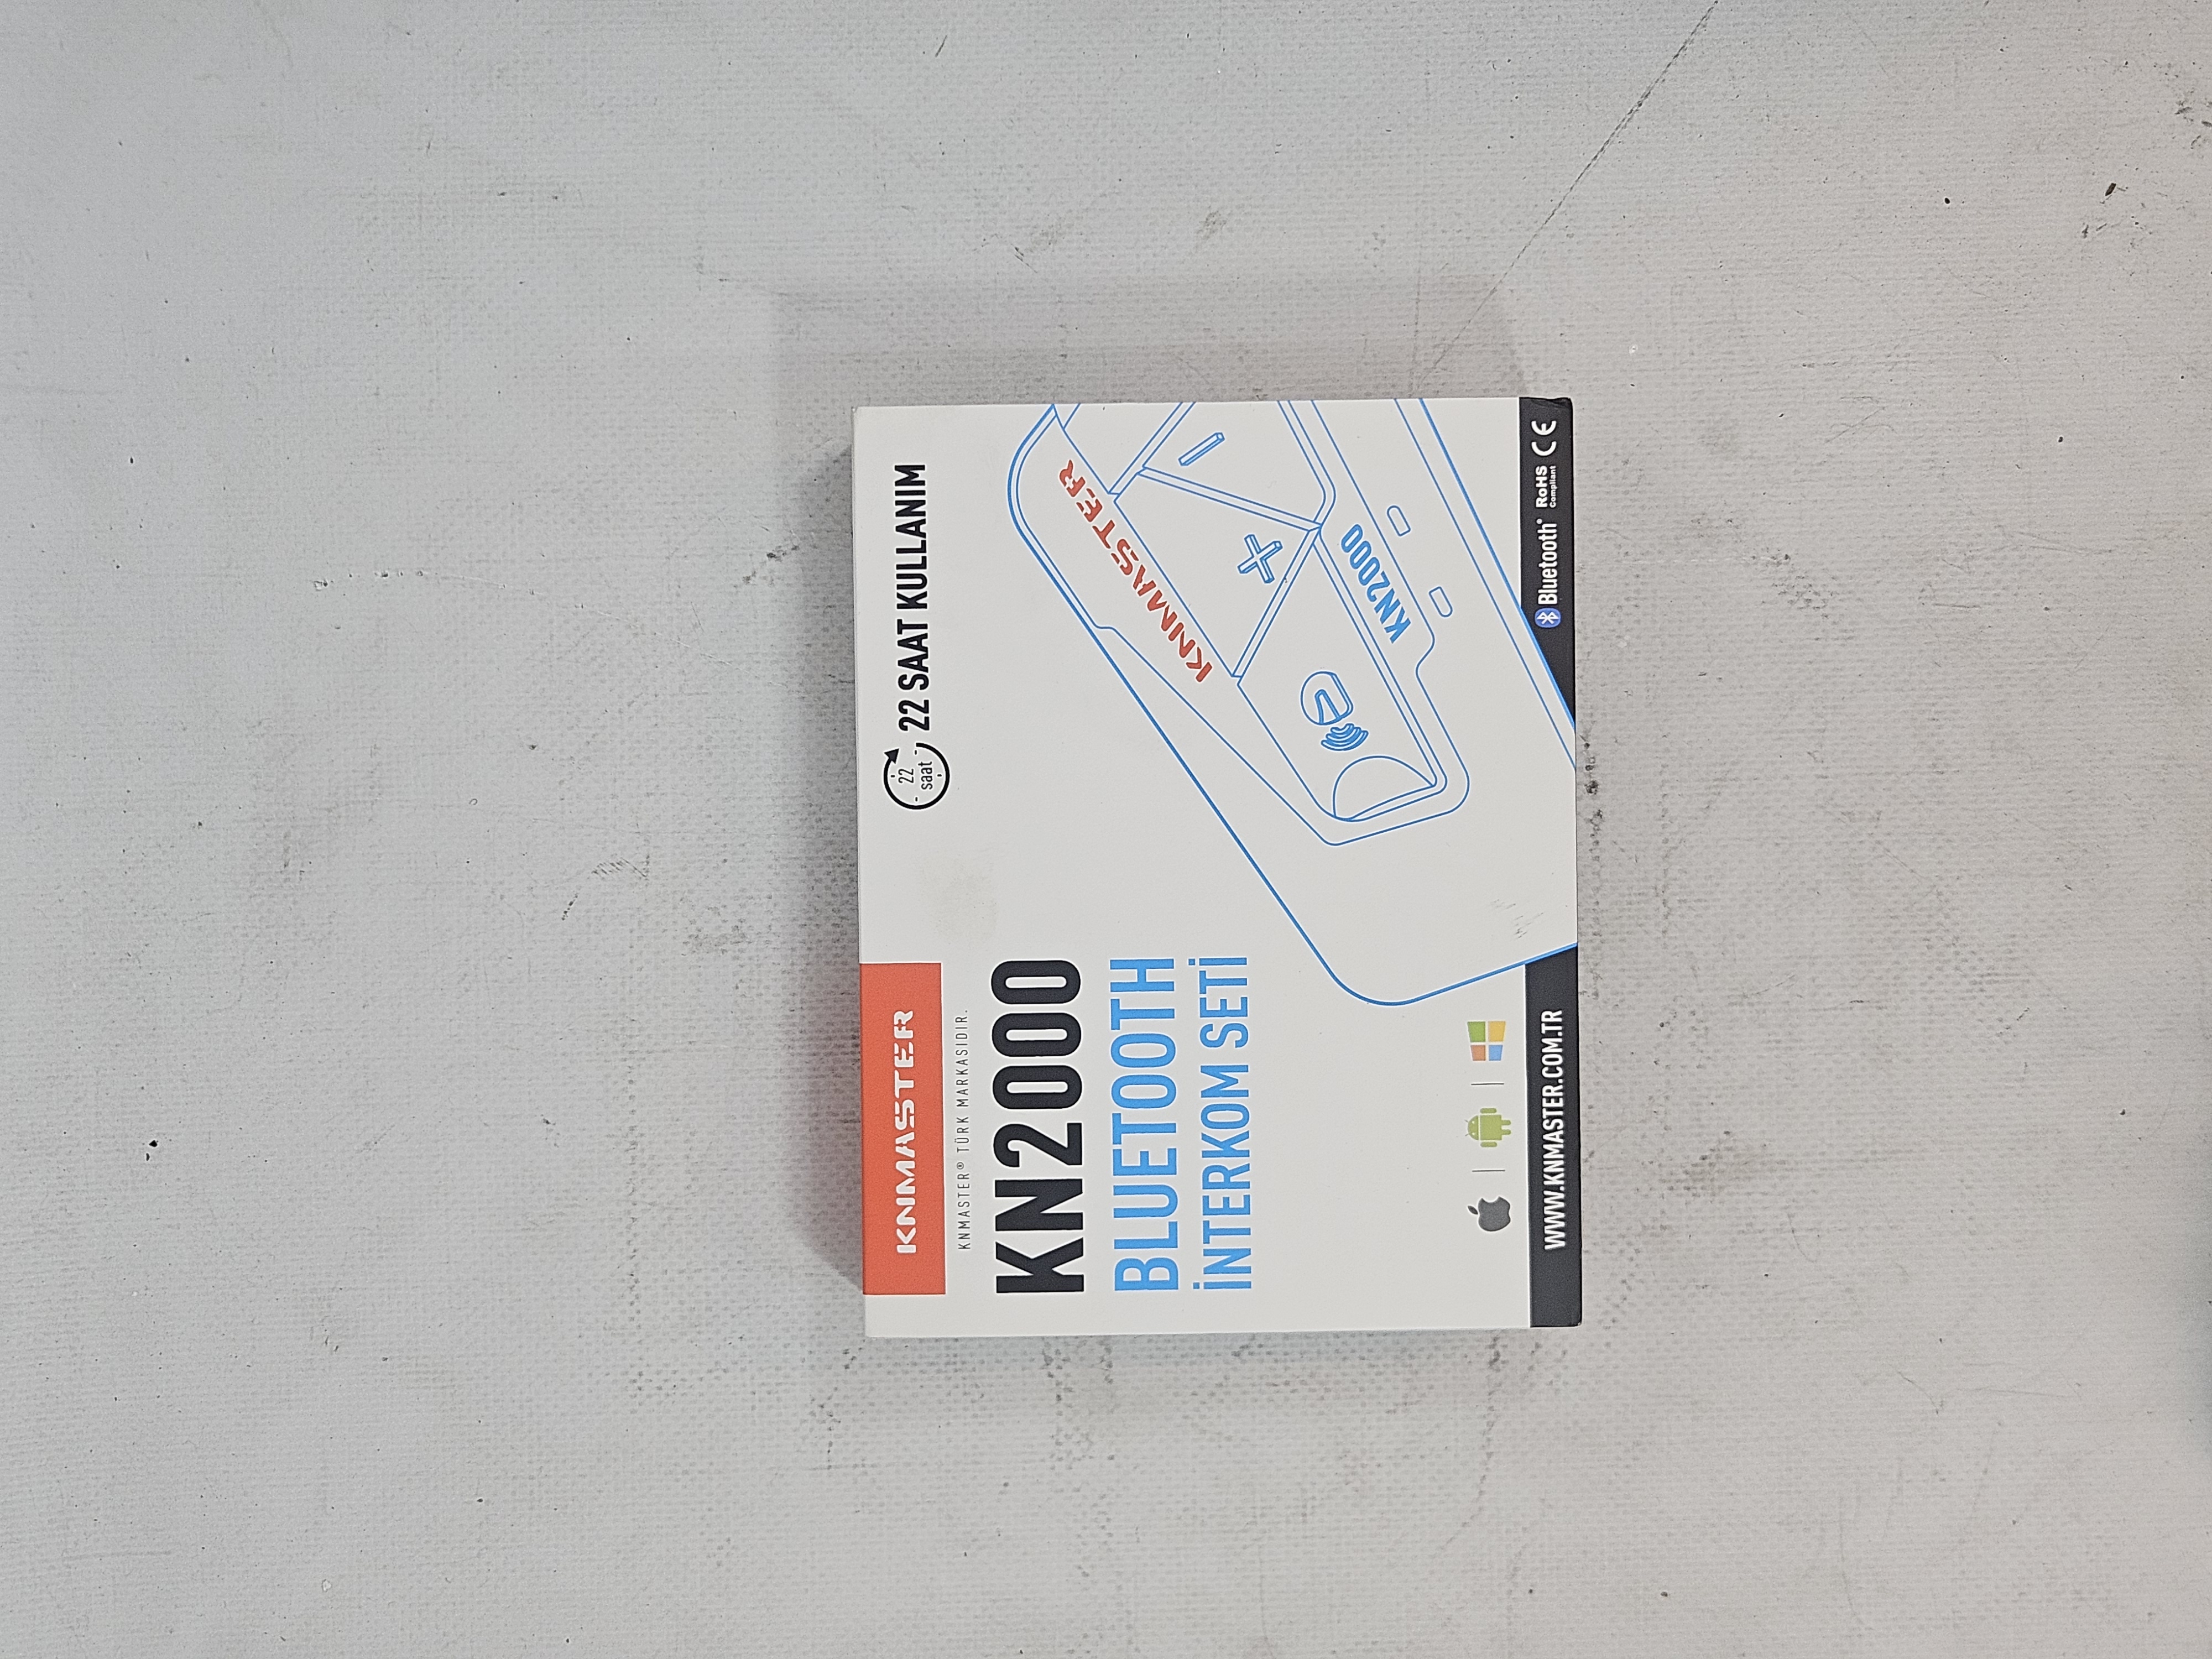 KNMASTER
KNMASTER® TÜRK MARKASIDIR.
22 saat
22 SAAT KULLANIM
KN2000
BLUETOOTH
İNTERKOM SETİ
KNMASTER
+
-
KN2000
WWW.KNMASTER.COM.TR
Bluetooth®
RoHS
Compliant
CE